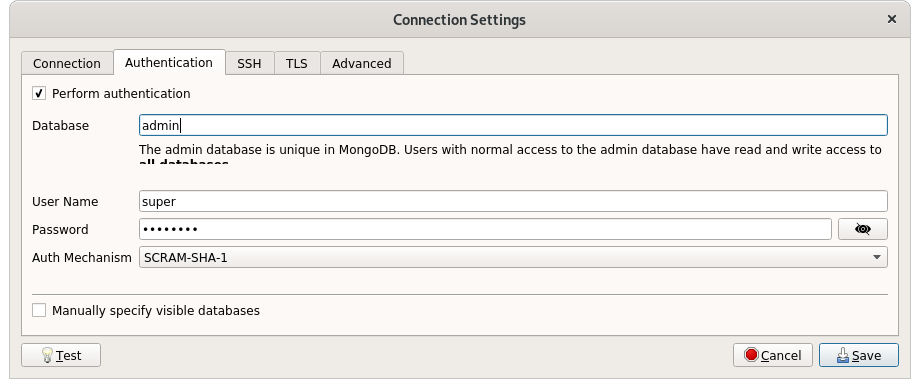 Connection Settings
×
Connection Authentication SSH TLS Advanced
Perform authentication
Database admin
The admin database is unique in MongoDB. Users with normal access to the admin database have read and write access to
all databases.
User Name super
Password ••••••••
Auth Mechanism SCRAM-SHA-1
Manually specify visible databases
Test Cancel Save